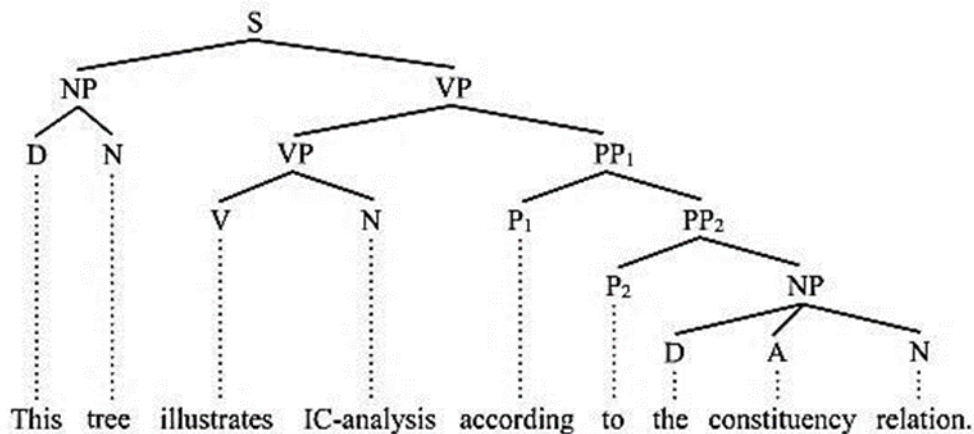 S
NP VP
D N VP PP₁
V N P₁ PP₂
P₂ NP
D A N
This tree illustrates IC-analysis according to the constituency relation.